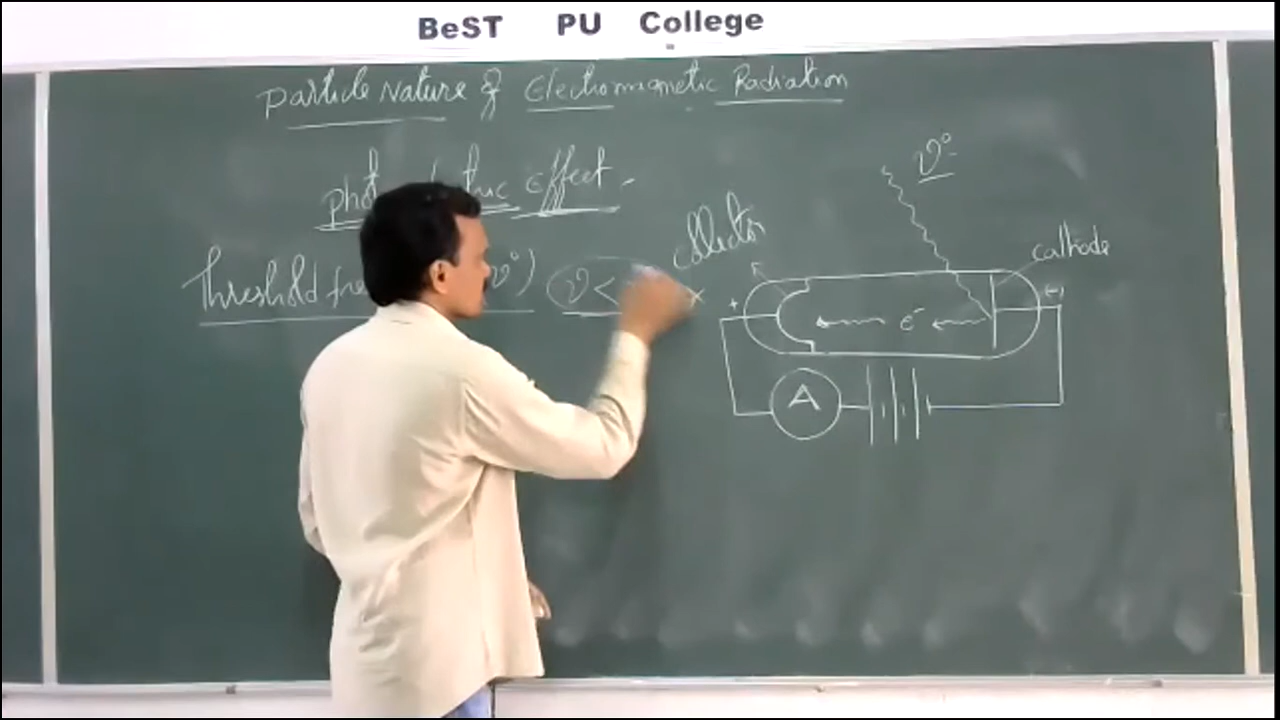 BeST PU College
Particle Nature of Electromagnetic Radiation
Effect
ν°
Collector
cathode
Threshold ν°) ν <
x
+
(-)
e⁻
A